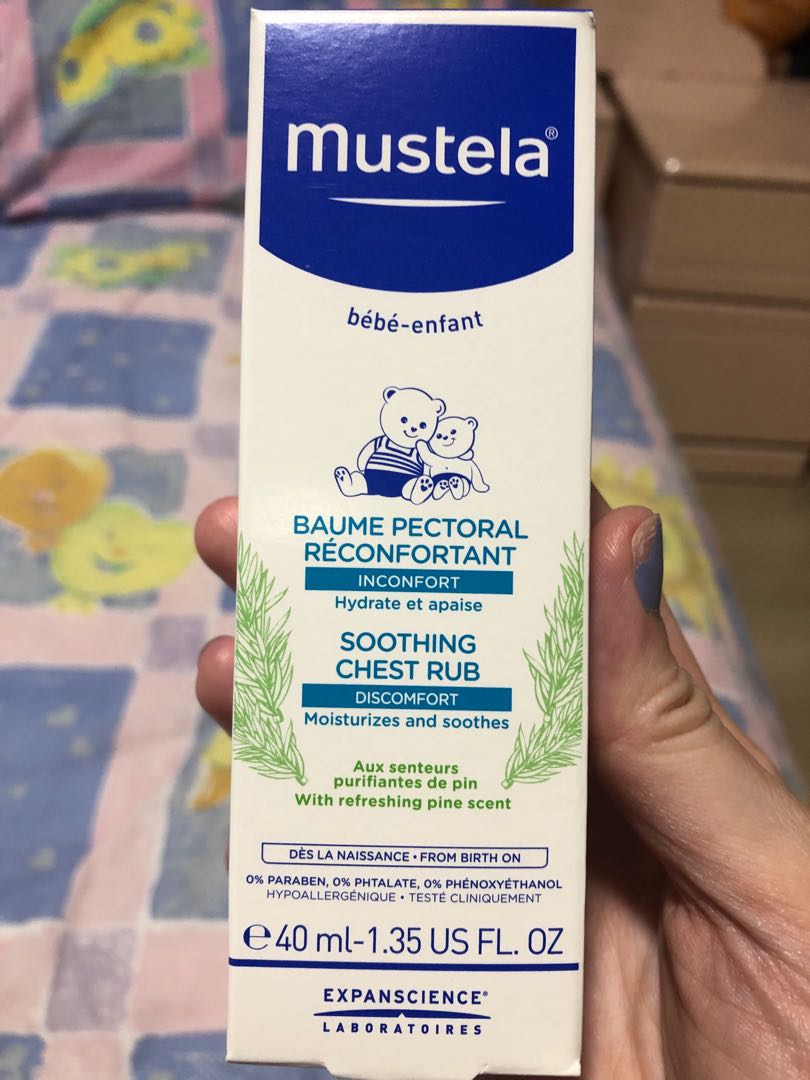 mustela®
bébé-enfant
BAUME PECTORAL
RÉCONFORTANT
INCONFORT
Hydrate et apaise
SOOTHING
CHEST RUB
DISCOMFORT
Moisturizes and soothes
Aux senteurs
purifiantes de pin
With refreshing pine scent
DÈS LA NAISSANCE • FROM BIRTH ON
0% PARABEN, 0% PHTALATE, 0% PHÉNOXYÉTHANOL
HYPOALLERGÉNIQUE • TESTÉ CLINIQUEMENT
℮40 ml-1.35 US FL. OZ
EXPANSCIENCE®
LABORATOIRES